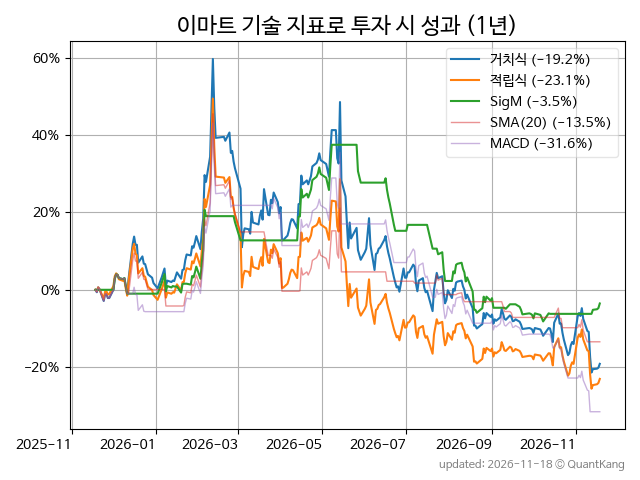 이마트 기술 지표로 투자 시 성과 (1년)
거치식 (−19.2%)
적립식 (−23.1%)
SigM (−3.5%)
SMA(20) (−13.5%)
MACD (−31.6%)
60%
40%
20%
0%
−20%
2025-11
2026-01
2026-03
2026-05
2026-07
2026-09
2026-11
updated: 2026-11-18 © QuantKang